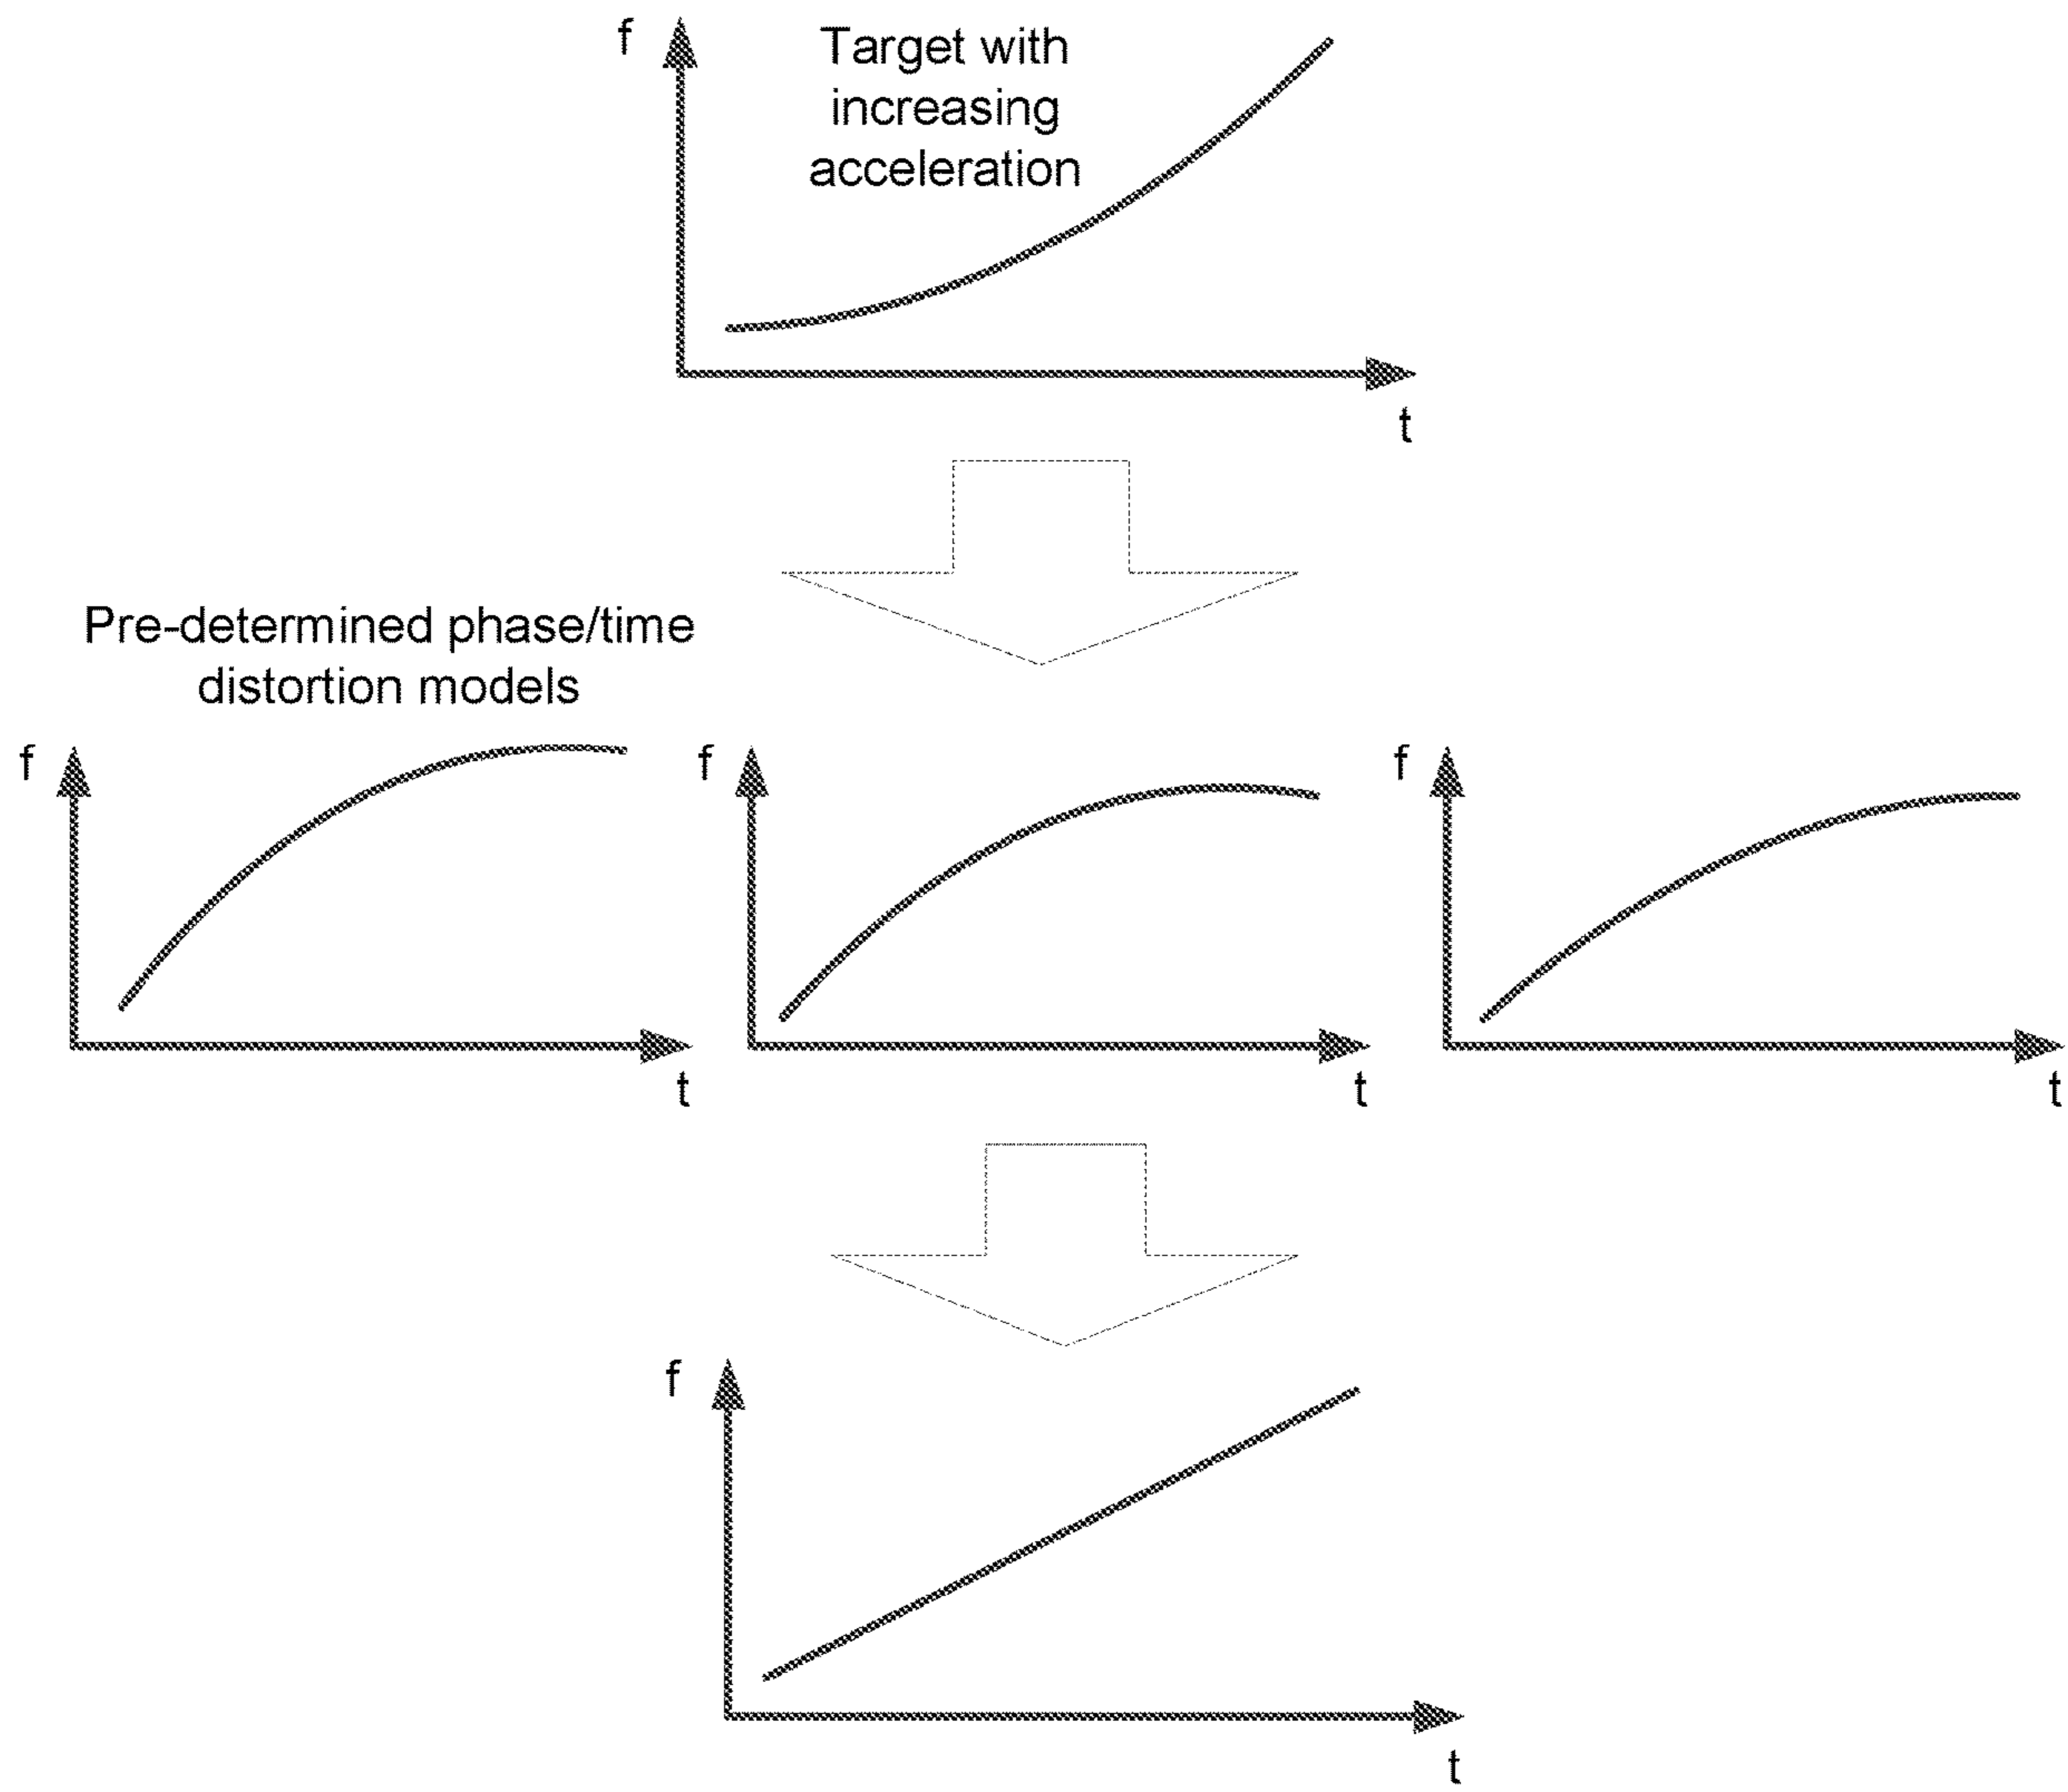 f
Target with
increasing
acceleration
t
Pre-determined phase/time
distortion models
f
f
f
t
t
t
f
t